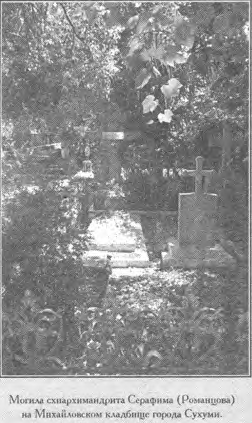 Могила схиархимандрита Серафима (Романцова)
на Михайловском кладбище города Сухуми.